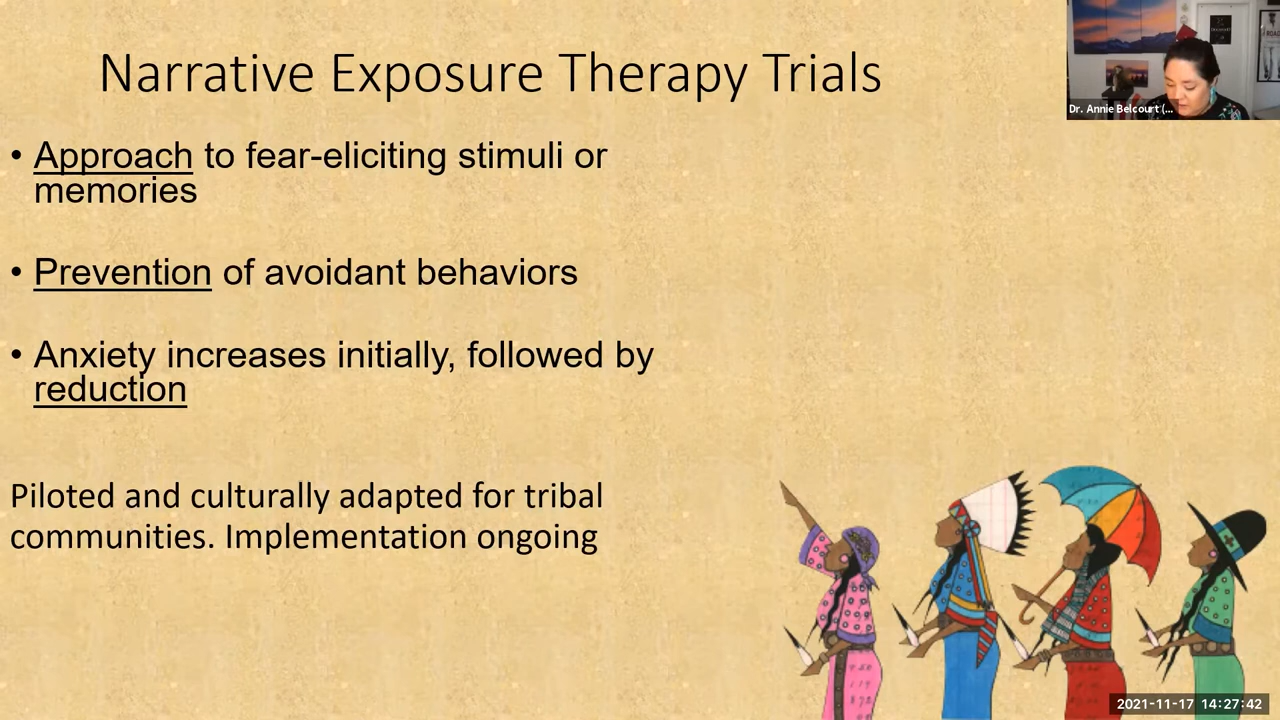 Narrative Exposure Therapy Trials
• Approach to fear-eliciting stimuli or
memories
• Prevention of avoidant behaviors
• Anxiety increases initially, followed by
reduction
Piloted and culturally adapted for tribal
communities. Implementation ongoing
Dr. Annie Belcourt (...
2021-11-17 14:27:42